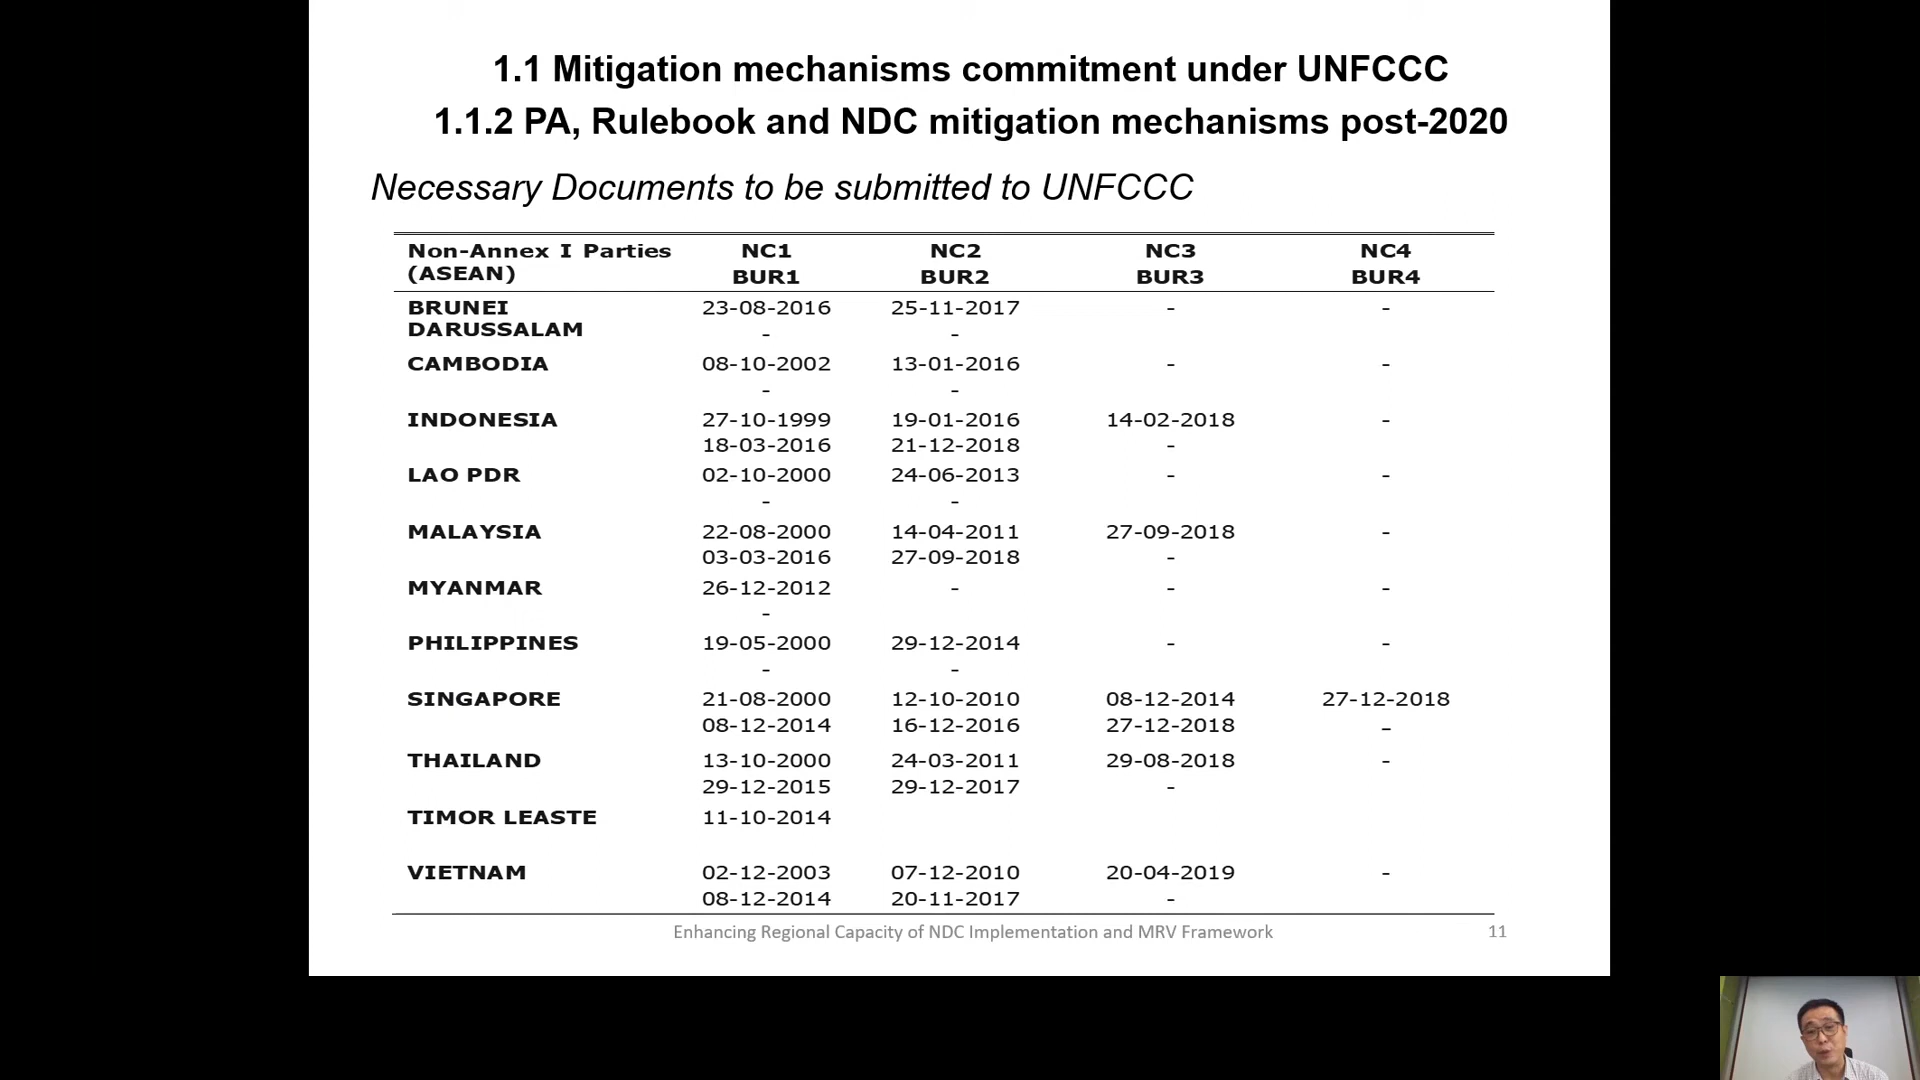 1.1 Mitigation mechanisms commitment under UNFCCC
1.1.2 PA, Rulebook and NDC mitigation mechanisms post-2020
Necessary Documents to be submitted to UNFCCC
Non-Annex I Parties (ASEAN) NC1 BUR1 NC2 BUR2 NC3 BUR3 NC4 BUR4
BRUNEI 23-08-2016 25-11-2017 - -
DARUSSALAM - -
CAMBODIA 08-10-2002 13-01-2016 - -
- -
INDONESIA 27-10-1999 19-01-2016 14-02-2018 -
18-03-2016 21-12-2018 -
LAO PDR 02-10-2000 24-06-2013 - -
- -
MALAYSIA 22-08-2000 14-04-2011 27-09-2018 -
03-03-2016 27-09-2018 -
MYANMAR 26-12-2012 - - -
-
PHILIPPINES 19-05-2000 29-12-2014 - -
- -
SINGAPORE 21-08-2000 12-10-2010 08-12-2014 27-12-2018
08-12-2014 16-12-2016 27-12-2018 -
THAILAND 13-10-2000 24-03-2011 29-08-2018 -
29-12-2015 29-12-2017 -
TIMOR LEASTE 11-10-2014
VIETNAM 02-12-2003 07-12-2010 20-04-2019 -
08-12-2014 20-11-2017 -
Enhancing Regional Capacity of NDC Implementation and MRV Framework 11